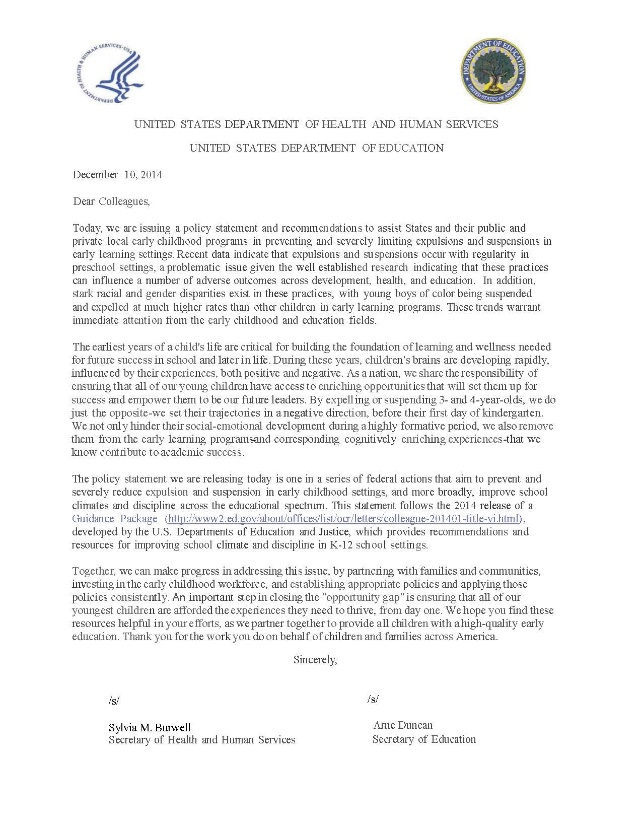 DEPARTMENT OF HEALTH & HUMAN SERVICES·USA
DEPARTMENT OF EDUCATION
UNITED STATES OF AMERICA
UNITED STATES DEPARTMENT OF HEALTH AND HUMAN SERVICES
UNITED STATES DEPARTMENT OF EDUCATION
December 10, 2014
Dear Colleagues,
Today, we are issuing a policy statement and recommendations to assist States and their public and
private local early childhood programs in preventing and severely limiting expulsions and suspensions in
early learning settings. Recent data indicate that expulsions and suspensions occur with regularity in
preschool settings, a problematic issue given the well established research indicating that these practices
can influence a number of adverse outcomes across development, health, and education. In addition,
stark racial and gender disparities exist in these practices, with young boys of color being suspended
and expelled at much higher rates than other children in early learning programs. These trends warrant
immediate attention from the early childhood and education fields.
The earliest years of a child's life are critical for building the foundation of learning and wellness needed
for future success in school and later in life. During these years, children's brains are developing rapidly,
influenced by their experiences, both positive and negative. As a nation, we share the responsibility of
ensuring that all of our young children have access to enriching opportunities that will set them up for
success and empower them to be our future leaders. By expelling or suspending 3- and 4-year-olds, we do
just the opposite-we set their trajectories in a negative direction, before their first day of kindergarten.
We not only hinder their social-emotional development during a highly formative period, we also remove
them from the early learning programs-and corresponding cognitively enriching experiences-that we
know contribute to academic success.
The policy statement we are releasing today is one in a series of federal actions that aim to prevent and
severely reduce expulsion and suspension in early childhood settings, and more broadly, improve school
climates and discipline across the educational spectrum. This statement follows the 2014 release of a
Guidance Package (http://www2.ed.gov/about/offices/list/ocr/letters/colleague-201401-title-vi.html),
developed by the U.S. Departments of Education and Justice, which provides recommendations and
resources for improving school climate and discipline in K-12 school settings.
Together, we can make progress in addressing this issue, by partnering with families and communities,
investing in the early childhood workforce, and establishing appropriate policies and applying those
policies consistently. An important step in closing the "opportunity gap" is ensuring that all of our
youngest children are afforded the experiences they need to thrive, from day one. We hope you find these
resources helpful in your efforts, as we partner together to provide all children with a high-quality early
education. Thank you for the work you do on behalf of children and families across America.
Sincerely,
/s/ /s/
Sylvia M. Burwell Arne Duncan
Secretary of Health and Human Services Secretary of Education